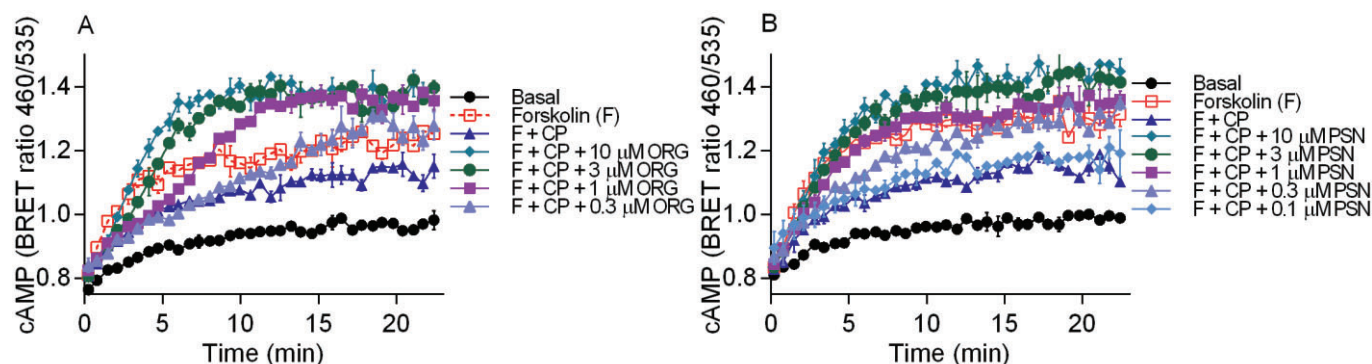 A
cAMP (BRET ratio 460/535)
1.4
1.2
1.0
0.8
0 5 10 15 20
Time (min)
Basal
Forskolin (F)
F + CP
F + CP + 10 μM ORG
F + CP + 3 μM ORG
F + CP + 1 μM ORG
F + CP + 0.3 μM ORG
B
cAMP (BRET ratio 460/535)
1.4
1.2
1.0
0.8
0 5 10 15 20
Time (min)
Basal
Forskolin (F)
F + CP
F + CP + 10 μM PSN
F + CP + 3 μM PSN
F + CP + 1 μM PSN
F + CP + 0.3 μM PSN
F + CP + 0.1 μM PSN